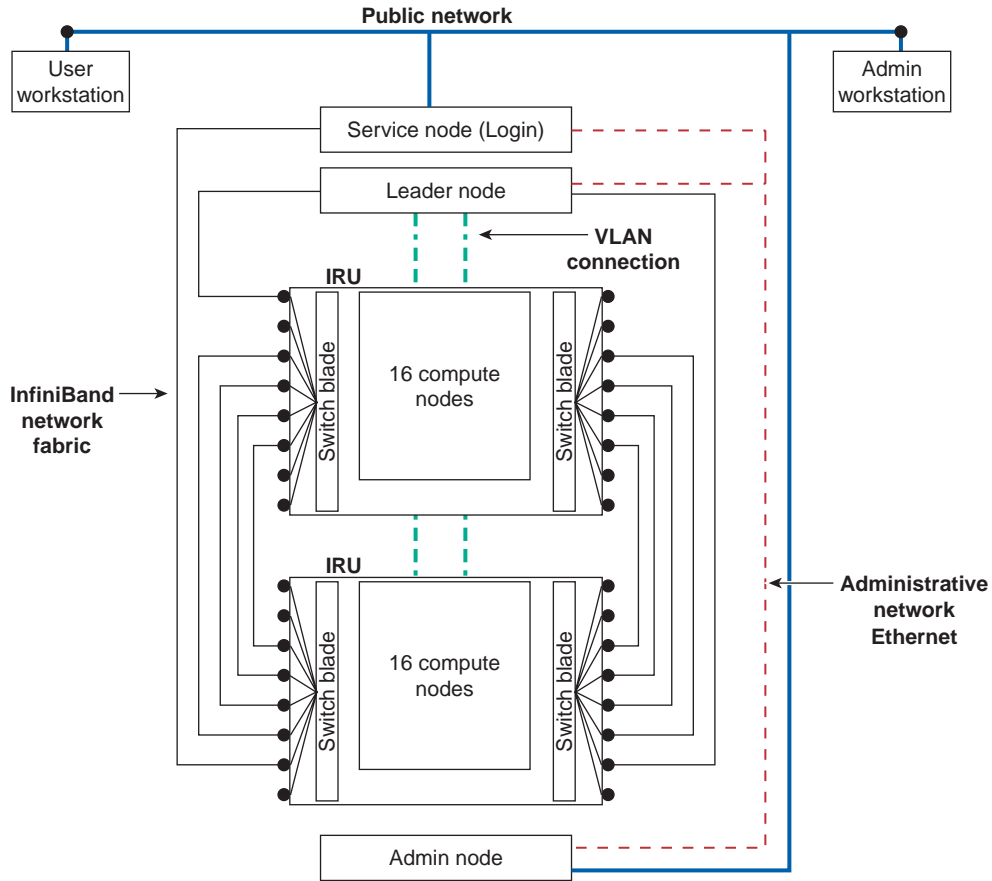 Public network
User
workstation
Admin
workstation
Service node (Login)
Leader node
VLAN
connection
IRU
Switch blade
16 compute
nodes
Switch blade
InfiniBand
network
fabric
IRU
Switch blade
16 compute
nodes
Switch blade
Administrative
network
Ethernet
Admin node